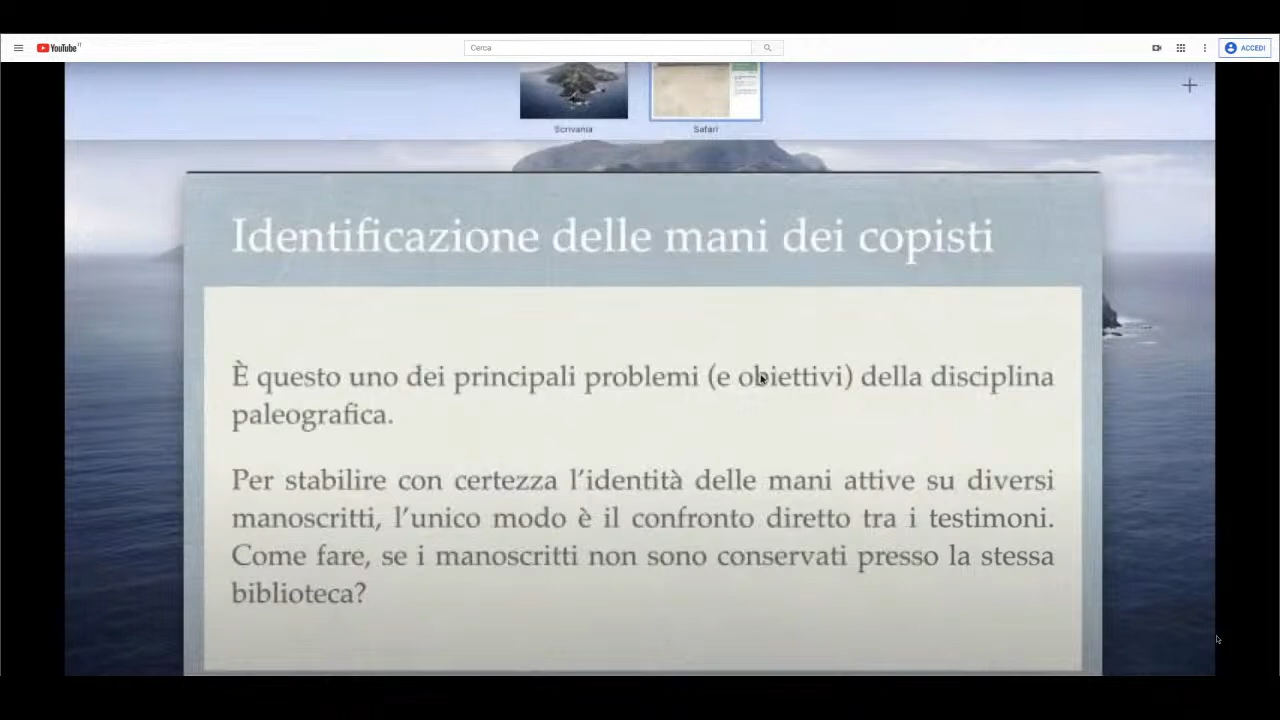 YouTube IT
Cerca
ACCEDI
Scrivania
Safari
Identificazione delle mani dei copisti
È questo uno dei principali problemi (e obiettivi) della disciplina
paleografica.
Per stabilire con certezza l'identità delle mani attive su diversi
manoscritti, l'unico modo è il confronto diretto tra i testimoni.
Come fare, se i manoscritti non sono conservati presso la stessa
biblioteca?